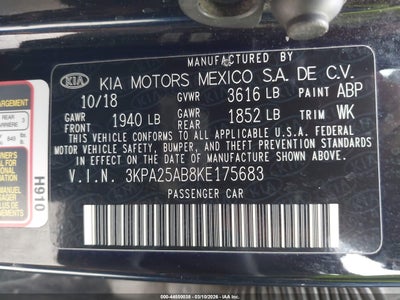 MANUFACTURED BY
KIA KIA MOTORS MEXICO S.A. DE C.V.
10/18 GVWR 3616 LB PAINT ABP
GAWR FRONT 1940 LB GAWR REAR 1852 LB TRIM WK
THIS VEHICLE CONFORMS TO ALL APPLICABLE U.S.A. FEDERAL
MOTOR VEHICLE SAFETY, BUMPER, AND THEFT PREVENTION STANDARDS
IN EFFECT ON THE DATE OF MANUFACTURE SHOWN ABOVE.
V.I.N. 3KPA25AB8KE175683
PASSENGER CAR
H910
REAR
3